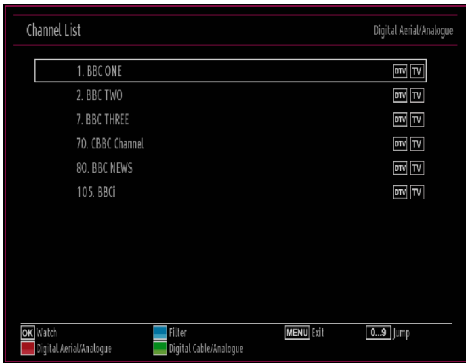 Channel List Digital Aerial/Analogue
1. BBC ONE DTV TV
2. BBC TWO DTV TV
7. BBC THREE DTV TV
70. CBBC Channel DTV TV
80. BBC NEWS DTV TV
105. BBCi DTV TV
OK Watch Filter MENU Exit 0...9 Jump
Digital Aerial/Analogue Digital Cable/Analogue